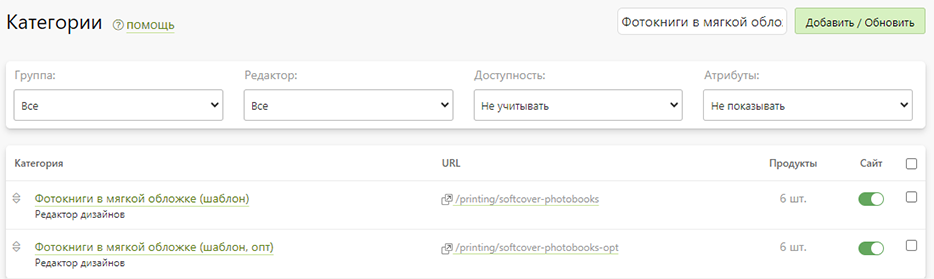 Категории ? помощь Фотокниги в мягкой обло Добавить / Обновить
Группа: Редактор: Доступность: Атрибуты:
Все Все Не учитывать Не показывать
Категория URL Продукты Сайт
Фотокниги в мягкой обложке (шаблон) /printing/softcover-photobooks 6 шт.
Редактор дизайнов
Фотокниги в мягкой обложке (шаблон, опт) /printing/softcover-photobooks-opt 6 шт.
Редактор дизайнов